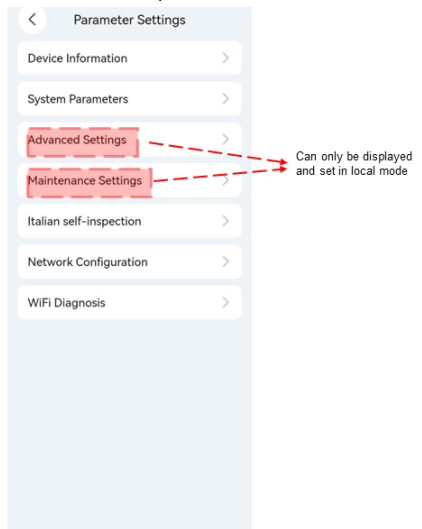 Parameter Settings
Device Information
System Parameters
Advanced Settings
Can only be displayed
and set in local mode
Maintenance Settings
Italian self-inspection
Network Configuration
WiFi Diagnosis